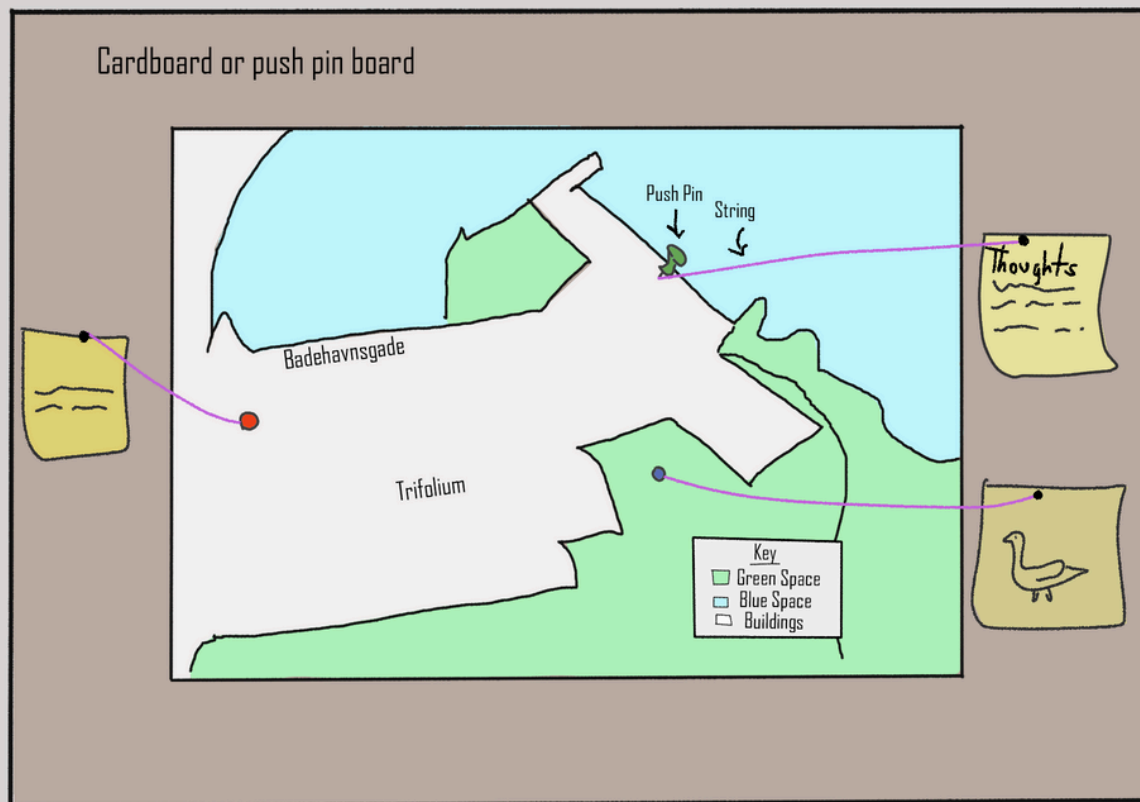 Cardboard or push pin board
Push Pin
String
Thoughts
Badehavnsgade
Trifolium
Key
Green Space
Blue Space
Buildings